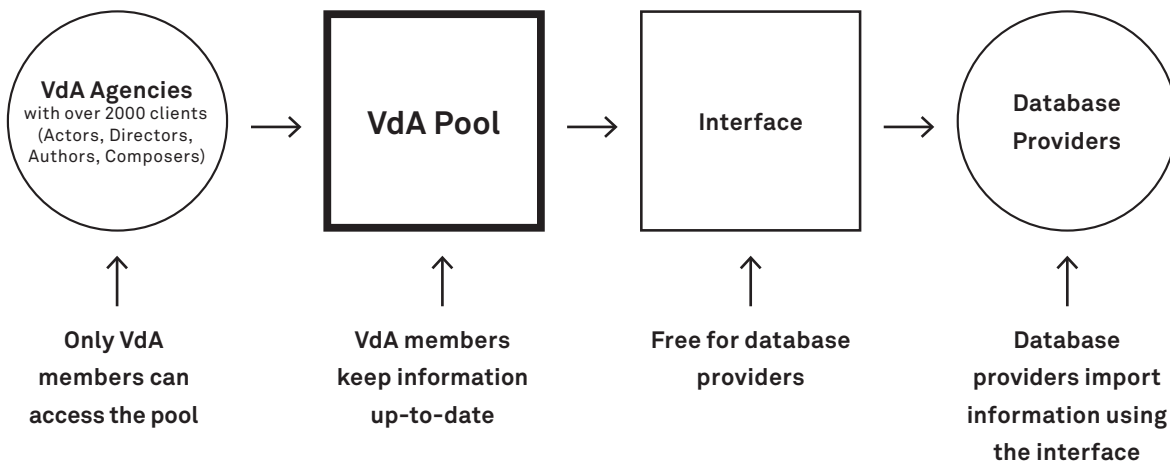 VdA Agencies
with over 2000 clients
(Actors, Directors,
Authors, Composers)
VdA Pool
Interface
Database
Providers
Only VdA
members can
access the pool
VdA members
keep information
up-to-date
Free for database
providers
Database
providers import
information using
the interface